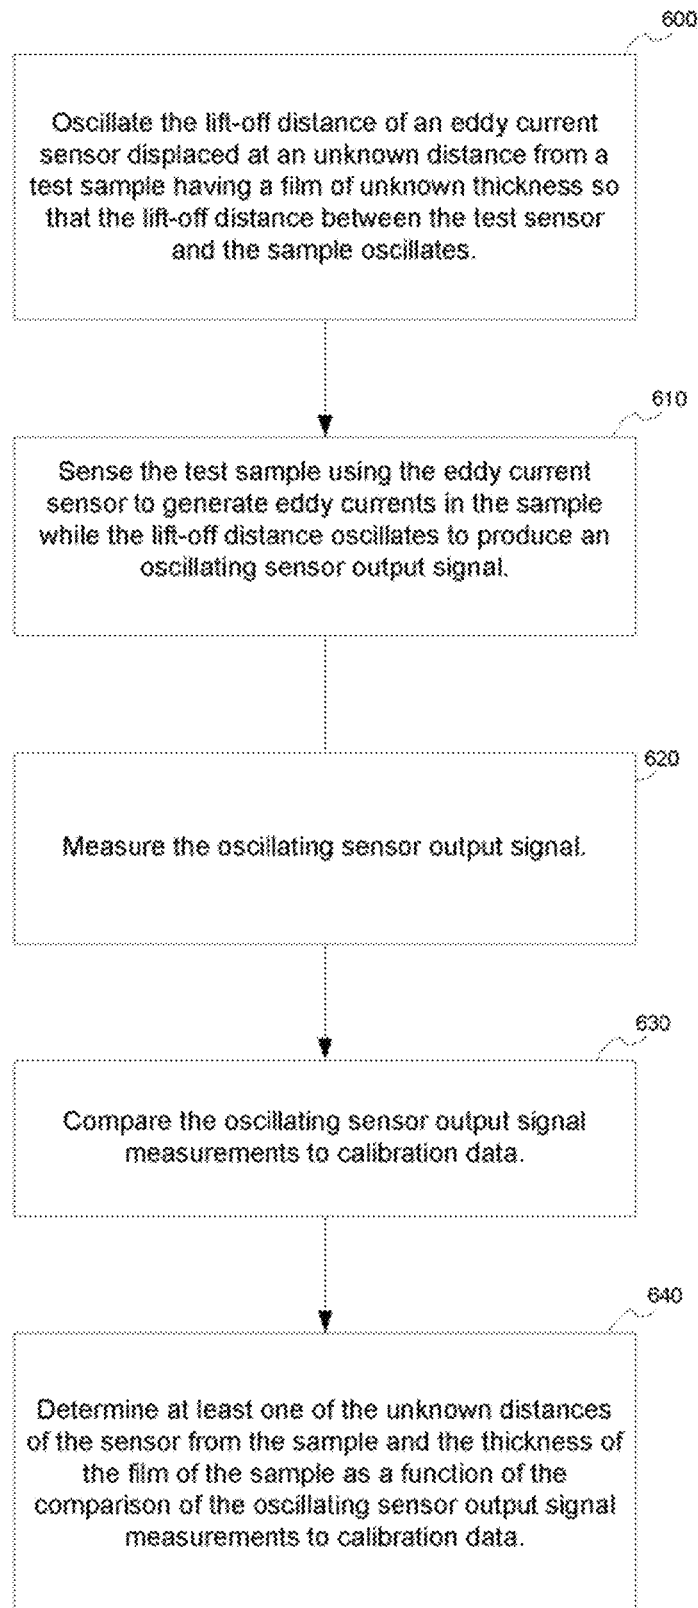 600
Oscillate the lift-off distance of an eddy current
sensor displaced at an unknown distance from a
test sample having a film of unknown thickness so
that the lift-off distance between the test sensor
and the sample oscillates.
610
Sense the test sample using the eddy current
sensor to generate eddy currents in the sample
while the lift-off distance oscillates to produce an
oscillating sensor output signal.
620
Measure the oscillating sensor output signal.
630
Compare the oscillating sensor output signal
measurements to calibration data.
640
Determine at least one of the unknown distances
of the sensor from the sample and the thickness of
the film of the sample as a function of the
comparison of the oscillating sensor output signal
measurements to calibration data.